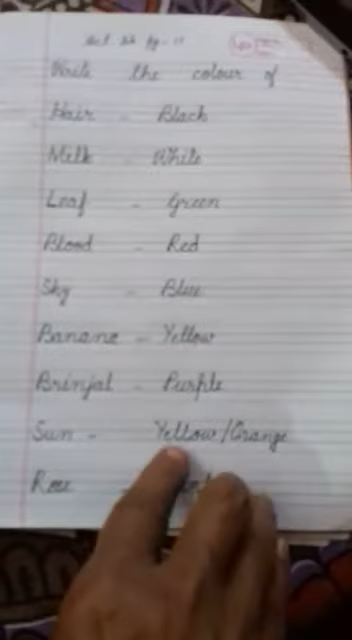 Write the colour of
Hair - Black
Milk - White
Leaf - Green
Blood - Red
Sky - Blue
Banana - Yellow
Brinjal - Purple
Sun - Yellow/Orange